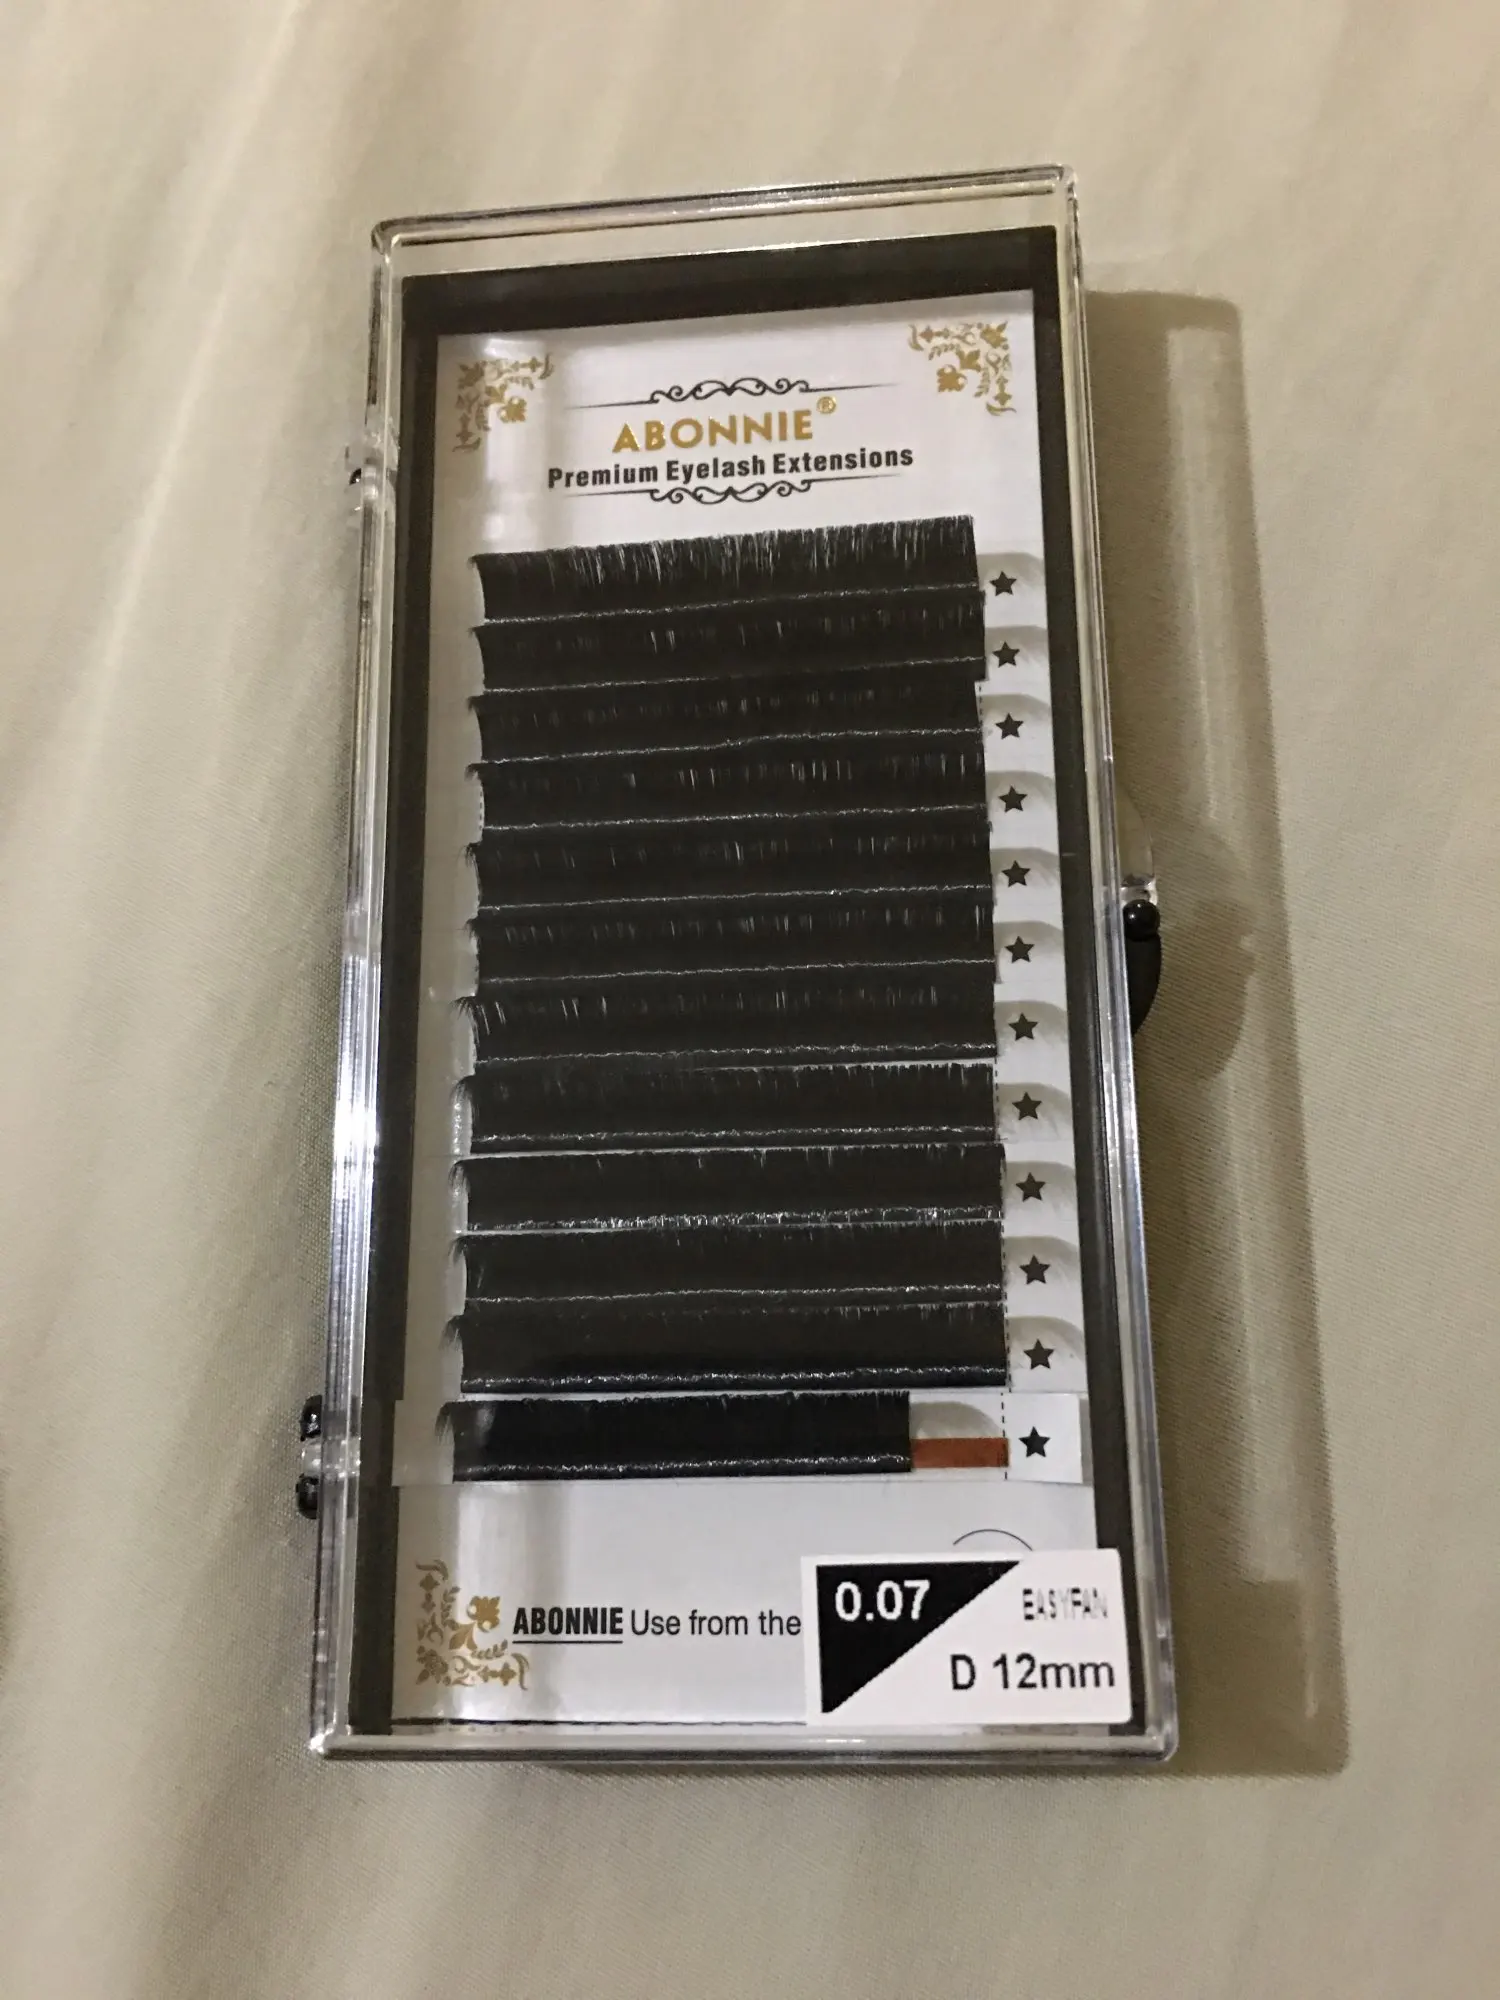 ABONNIE®
Premium Eyelash Extensions
ABONNIE Use from the
0.07
EASYFAN
D 12mm